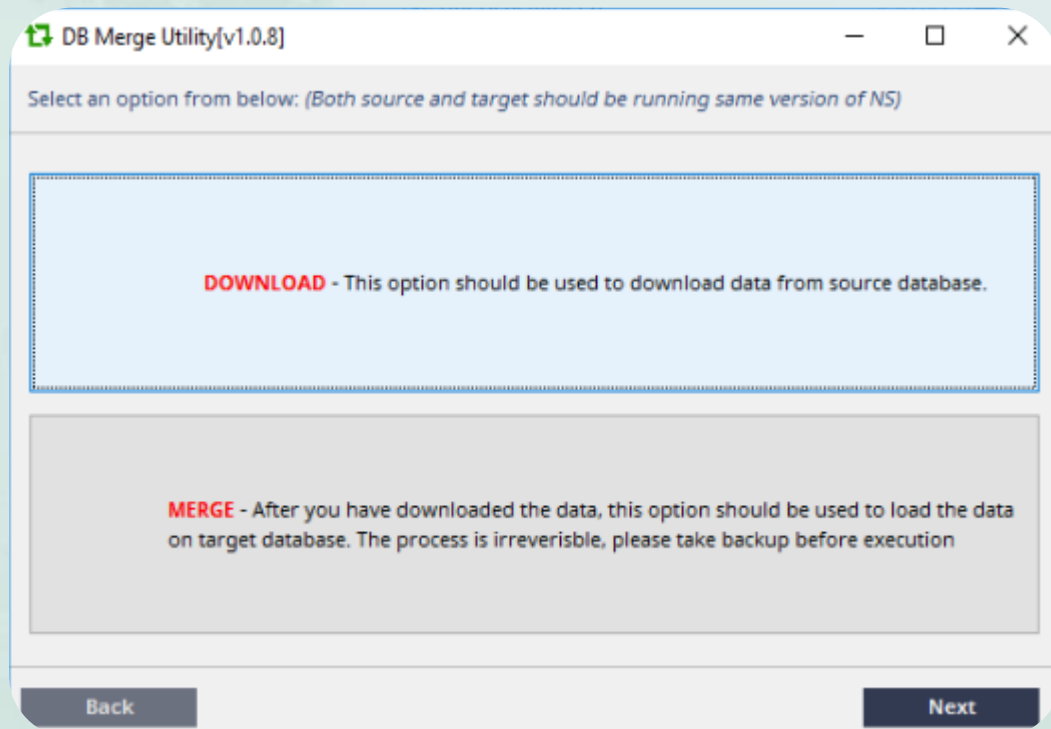 DB Merge Utility[v1.0.8]
Select an option from below: (Both source and target should be running same version of NS)
DOWNLOAD - This option should be used to download data from source database.
MERGE - After you have downloaded the data, this option should be used to load the data
on target database. The process is irreverisble, please take backup before execution
Back
Next